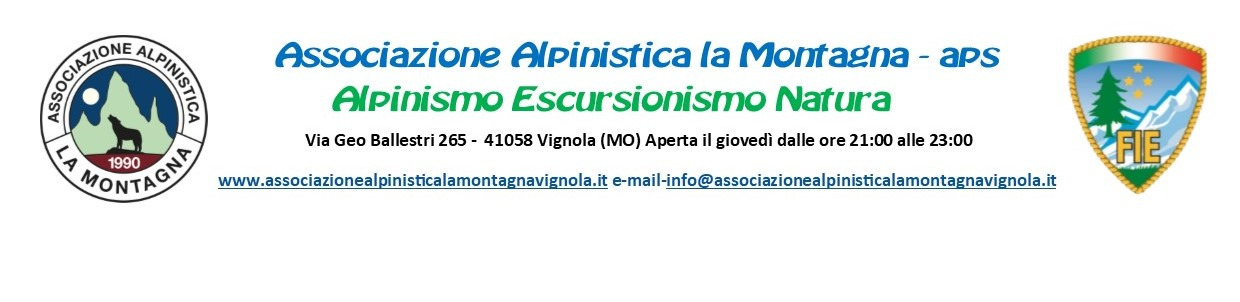 ASSOCIAZIONE ALPINISTICA
LA MONTAGNA
1990
Associazione Alpinistica la Montagna - aps
Alpinismo Escursionismo Natura
Via Geo Ballestri 265 - 41058 Vignola (MO) Aperta il giovedì dalle ore 21:00 alle 23:00
www.associazionealpinisticalamontagnavignola.it e-mail-info@associazionealpinisticalamontagnavignola.it
FIE